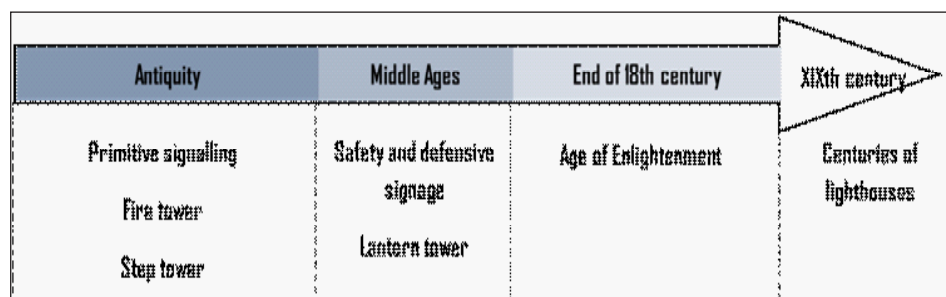 Antiquity
Middle Ages
End of 18th century
XIXth century
Primitive signalling
Fire tower
Step tower
Safety and defensive
signage
Lantern tower
Age of Enlightenment
Centuries of
lighthouses